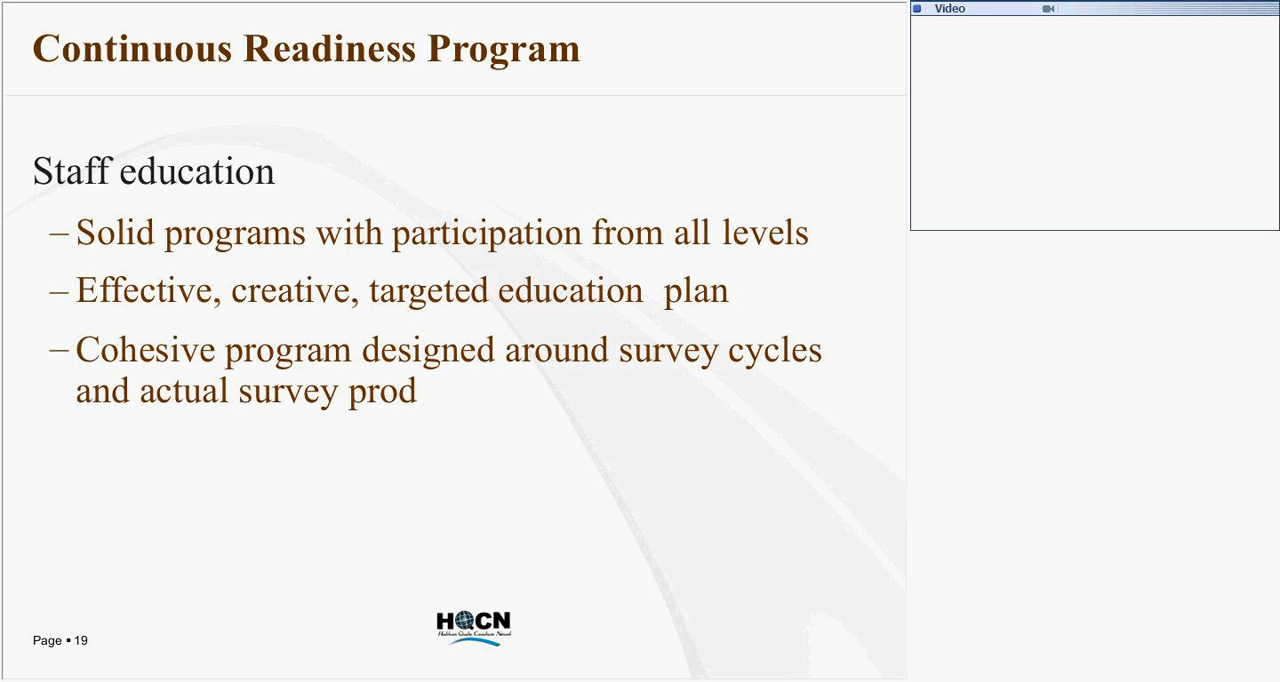 Continuous Readiness Program
Video
Staff education
– Solid programs with participation from all levels
– Effective, creative, targeted education  plan
– Cohesive program designed around survey cycles
and actual survey prod
HQCN
Page ▪ 19